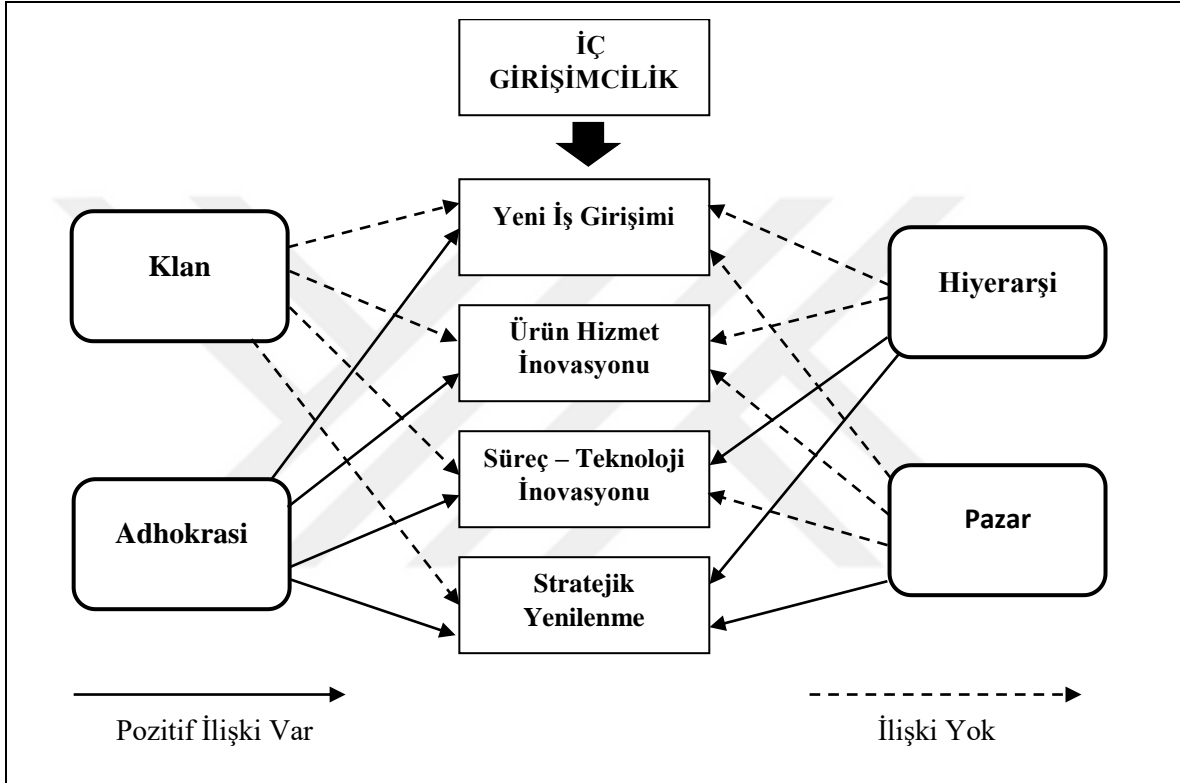 İÇ
GİRİŞİMCİLİK
Yeni İş Girişimi
Klan
Hiyerarşi
Ürün Hizmet
İnovasyonu
Süreç – Teknoloji
İnovasyonu
Adhokrasi
Pazar
Stratejik
Yenilenme
Pozitif İlişki Var
İlişki Yok